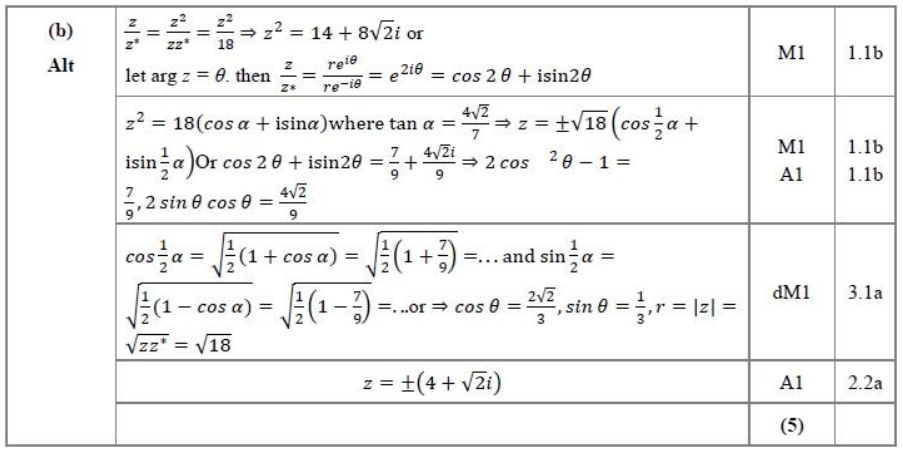 (b)
Alt
z/z* = z²/zz* = z²/18 ⇒ z² = 14 + 8√2i or
let arg z = θ. then z/z* = re^{iθ}/re^{-iθ} = e^{2iθ} = cos 2θ + isin2θ
M1 1.1b
z² = 18(cos α + isinα)where tan α = 4√2/7 ⇒ z = ±√18(cos ½α +
isin ½α)Or cos 2θ + isin2θ = 7/9 + 4√2i/9 ⇒ 2 cos ²θ − 1 =
7/9, 2 sin θ cos θ = 4√2/9
M1 1.1b
A1 1.1b
cos ½α = √(½(1 + cos α)) = √(½(1 + 7/9)) =... and sin ½α =
√(½(1 − cos α)) = √(½(1 − 7/9)) =...or ⇒ cos θ = 2√2/3, sin θ = 1/3, r = |z| =
√zz* = √18
dM1 3.1a
z = ±(4 + √2i)
A1 2.2a
(5)